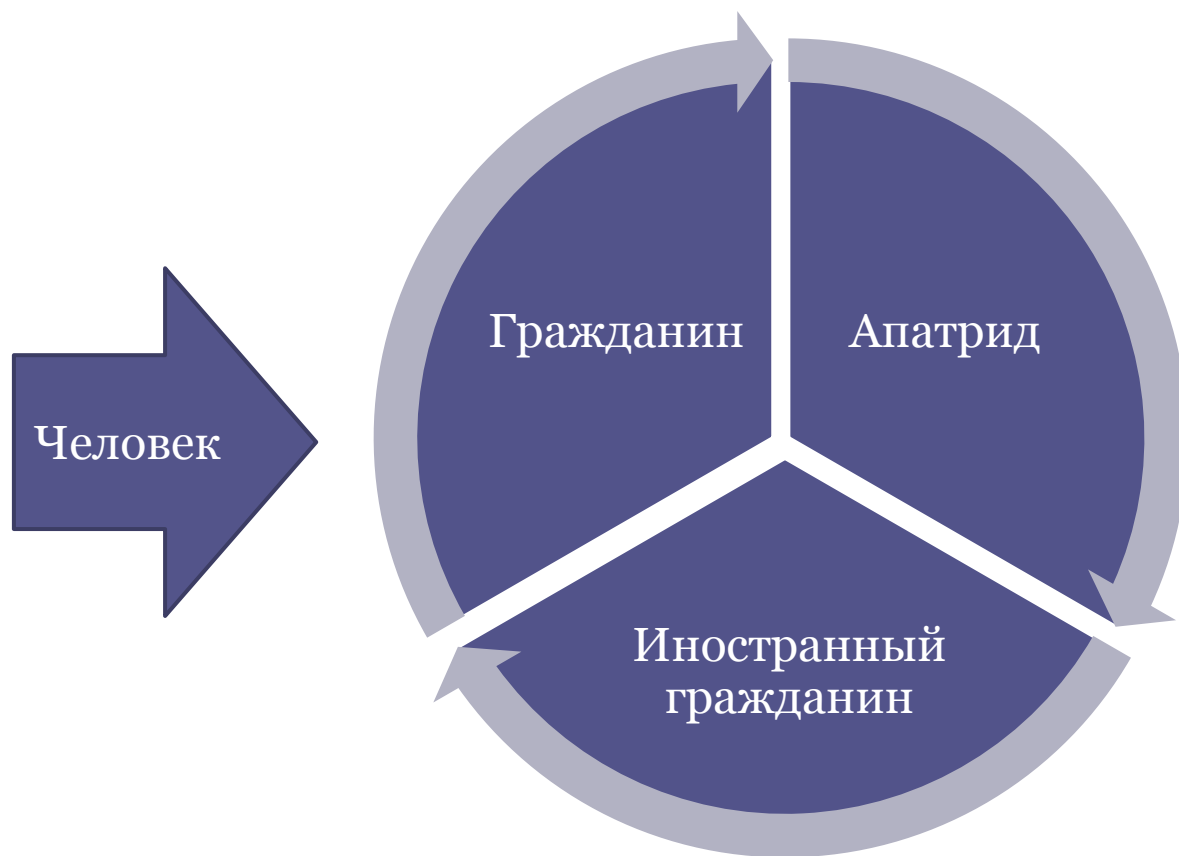 Человек
Гражданин
Апатрид
Иностранный
гражданин